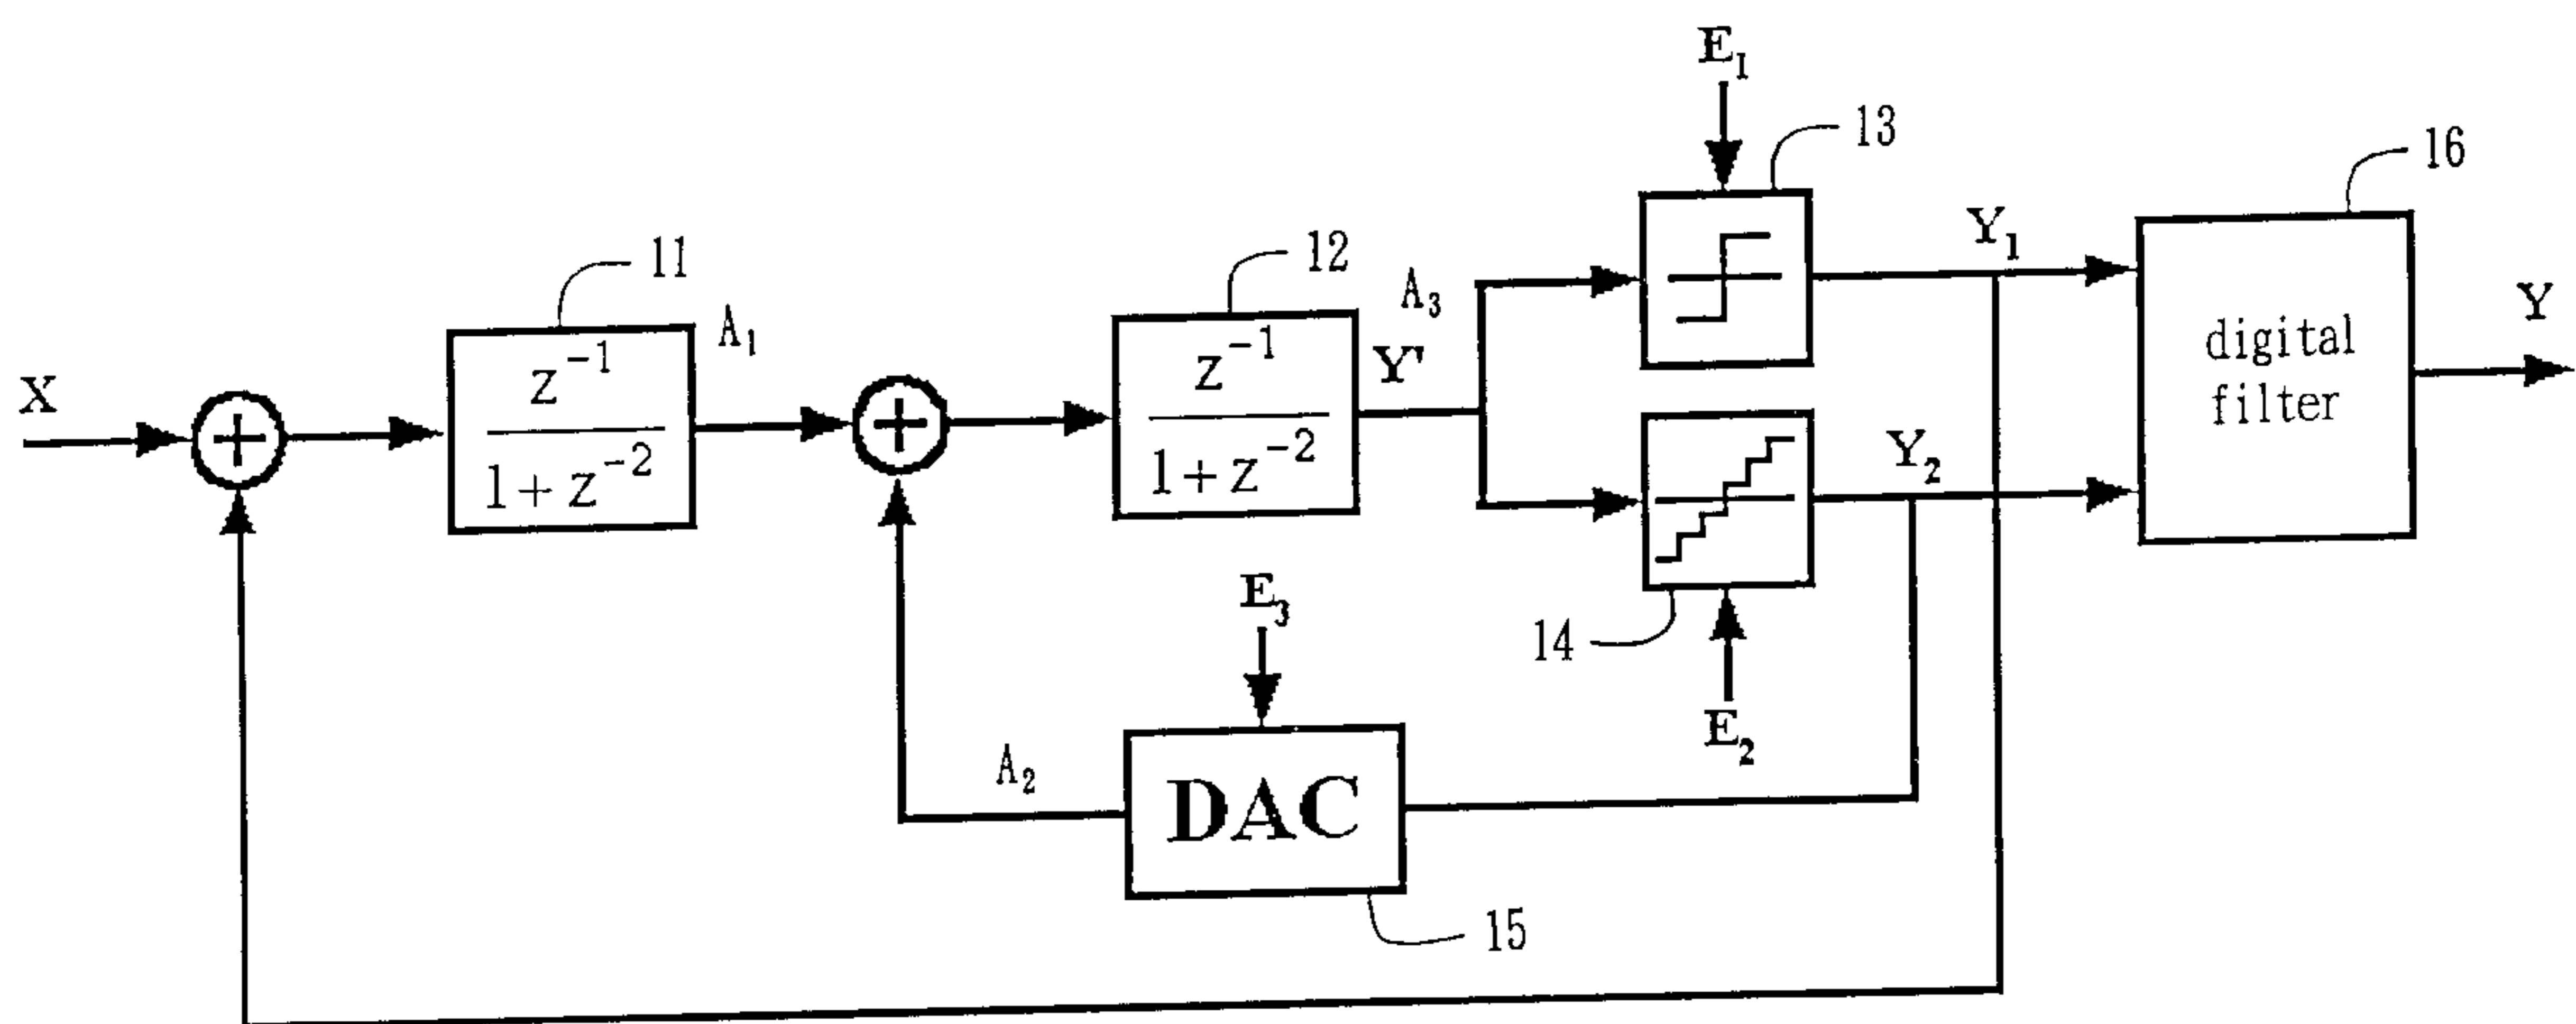 E₁
13
16
11
12
Y₁
A₁
A₃
Y
X
z⁻¹
1+z⁻²
z⁻¹
1+z⁻²
Y'
digital
filter
Y₂
E₃
14
E₂
A₂
DAC
15